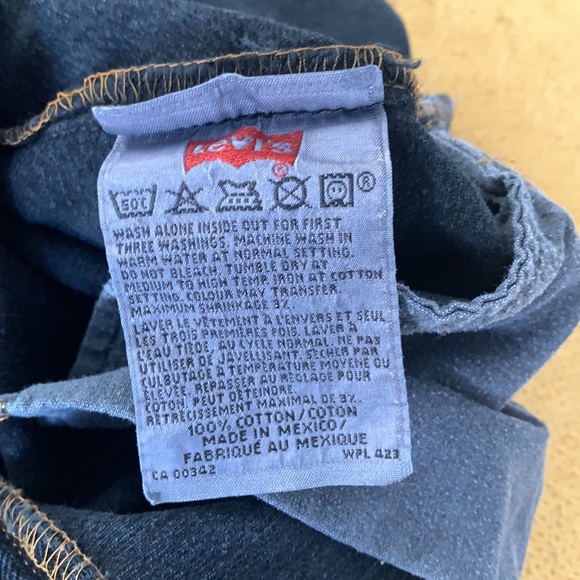 Levi's
®
50C ®
WASH ALONE INSIDE OUT FOR FIRST
THREE WASHINGS. MACHINE WASH IN
WARM WATER AT NORMAL SETTING.
DO NOT BLEACH. TUMBLE DRY AT
MEDIUM TO HIGH TEMP. IRON AT COTTON
SETTING. COLOUR MAY TRANSFER.
MAXIMUM SHRINKAGE 3%.
LAVER LE VÊTEMENT À L'ENVERS ET SEUL
LES TROIS PREMIÈRES FOIS. LAVER À
L'EAU TIÈDE, AU CYCLE NORMAL. NE PAS
UTILISER DE JAVELLISANT. SÉCHER PAR
CULBUTAGE À TEMPÉRATURE MOYENNE OU
ÉLEVÉE. REPASSER AU RÉGLAGE POUR
COTON. PEUT DÉTEINDRE.
RÉTRÉCISSEMENT MAXIMAL DE 3%.
100% COTTON/COTON
MADE IN MEXICO/
FABRIQUÉ AU MEXIQUE
CA 00342 WPL 423